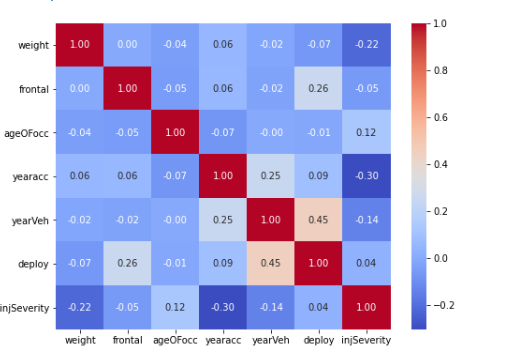 weight 1.00 0.00 -0.04 0.06 -0.02 -0.07 -0.22
frontal 0.00 1.00 -0.05 0.06 -0.02 0.26 -0.05
ageOFocc -0.04 -0.05 1.00 -0.07 -0.00 -0.01 0.12
yearacc 0.06 0.06 -0.07 1.00 0.25 0.09 -0.30
yearVeh -0.02 -0.02 -0.00 0.25 1.00 0.45 -0.14
deploy -0.07 0.26 -0.01 0.09 0.45 1.00 0.04
injSeverity -0.22 -0.05 0.12 -0.30 -0.14 0.04 1.00
weight frontal ageOFocc yearacc yearVeh deploy injSeverity
1.0
0.8
0.6
0.4
0.2
0.0
−0.2